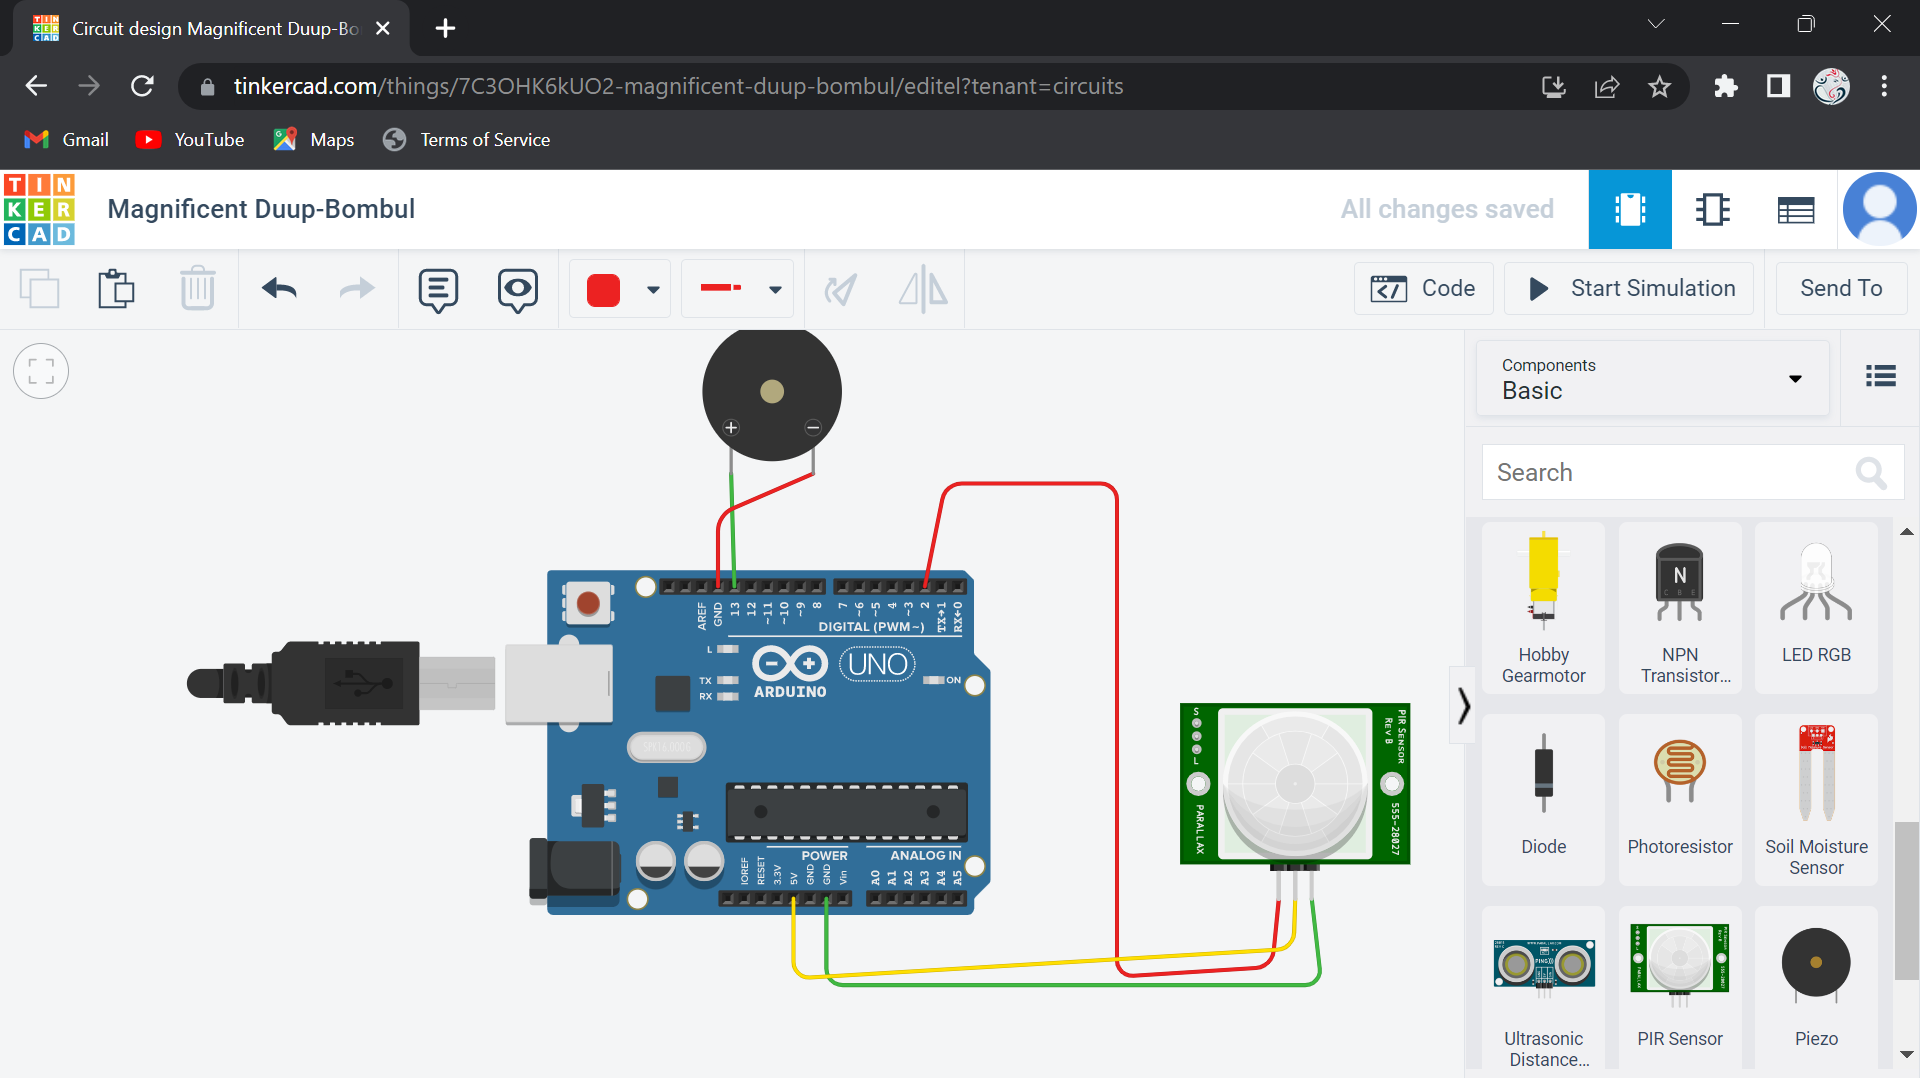 Circuit design Magnificent Duup-Bo
tinkercad.com/things/7C3OHK6kUO2-magnificent-duup-bombul/editel?tenant=circuits
Gmail
YouTube
Maps
Terms of Service
TIN
KER
CAD
Magnificent Duup-Bombul
All changes saved
Code
Start Simulation
Send To
Components
Basic
Search
Hobby
Gearmotor
NPN
Transistor...
LED RGB
Diode
Photoresistor
Soil Moisture
Sensor
Ultrasonic
Distance...
PIR Sensor
Piezo
N
C B E
AREF
GND
13
12
~11
~10
~9
8
7
~6
~5
4
~3
2
TX→1
RX←0
DIGITAL (PWM~)
L
TX
RX
ARDUINO
UNO
ON
POWER
ANALOG IN
IOREF
RESET
3.3V
5V
GND
GND
Vin
A0
A1
A2
A3
A4
A5
S
L
PARALLAX
PIR SENSOR
REV B
555-28027